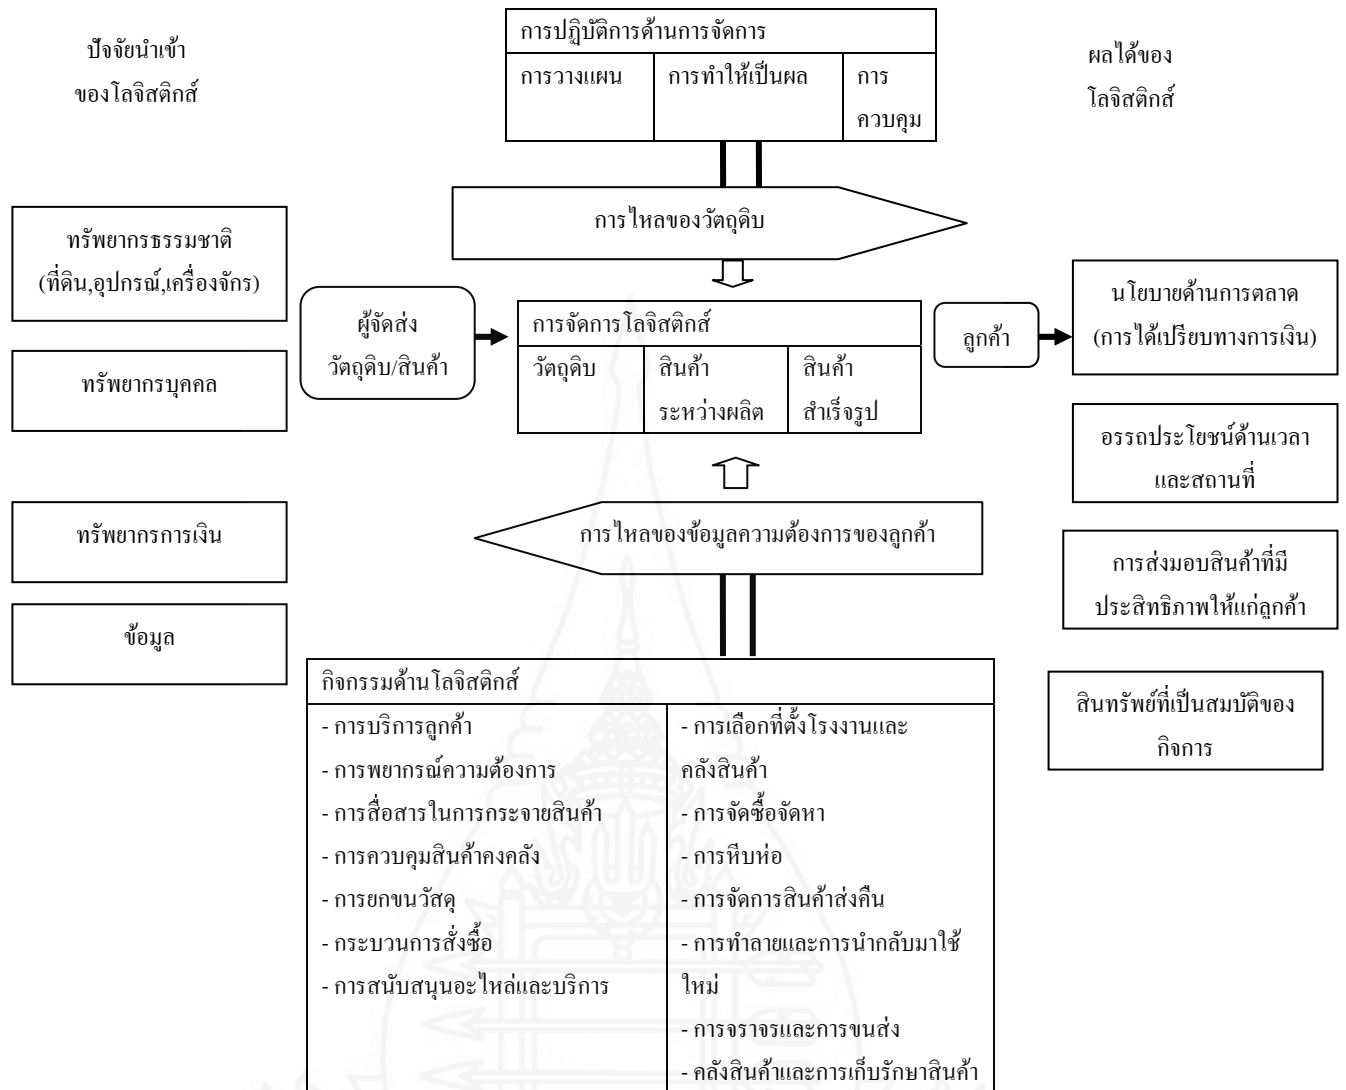 ปัจจัยนำเข้า
ของโลจิสติกส์
การปฏิบัติการด้านการจัดการ
การวางแผน
การทำให้เป็นผล
การ
ควบคุม
ผลได้ของ
โลจิสติกส์
การไหลของวัตถุดิบ
ทรัพยากรธรรมชาติ
(ที่ดิน,อุปกรณ์,เครื่องจักร)
ทรัพยากรบุคคล
ทรัพยากรการเงิน
ข้อมูล
ผู้จัดส่ง
วัตถุดิบ/สินค้า
การจัดการโลจิสติกส์
วัตถุดิบ
สินค้า
ระหว่างผลิต
สินค้า
สำเร็จรูป
ลูกค้า
นโยบายด้านการตลาด
(การได้เปรียบทางการเงิน)
อรรถประโยชน์ด้านเวลา
และสถานที่
การส่งมอบสินค้าที่มี
ประสิทธิภาพให้แก่ลูกค้า
สินทรัพย์ที่เป็นสมบัติของ
กิจการ
การไหลของข้อมูลความต้องการของลูกค้า
กิจกรรมด้านโลจิสติกส์
- การบริการลูกค้า
- การพยากรณ์ความต้องการ
- การสื่อสารในการกระจายสินค้า
- การควบคุมสินค้าคงคลัง
- การยกขนวัสดุ
- กระบวนการสั่งซื้อ
- การสนับสนุนอะไหล่และบริการ
- การเลือกที่ตั้งโรงงานและ
คลังสินค้า
- การจัดซื้อจัดหา
- การหีบห่อ
- การจัดการสินค้าส่งคืน
- การทำลายและการนำกลับมาใช้
ใหม่
- การจราจรและการขนส่ง
- คลังสินค้าและการเก็บรักษาสินค้า